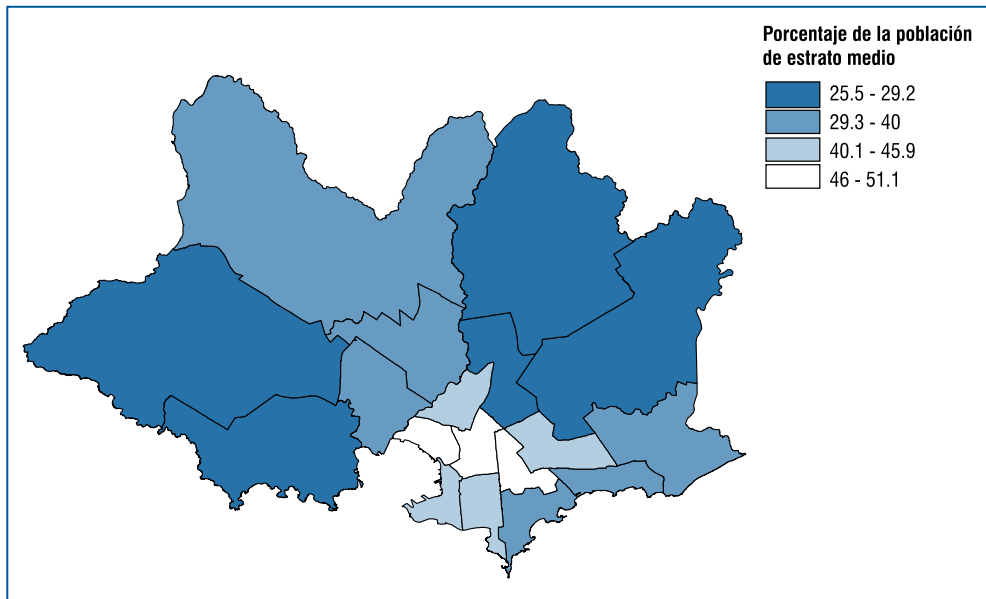 Porcentaje de la población
de estrato medio
25.5 - 29.2
29.3 - 40
40.1 - 45.9
46 - 51.1